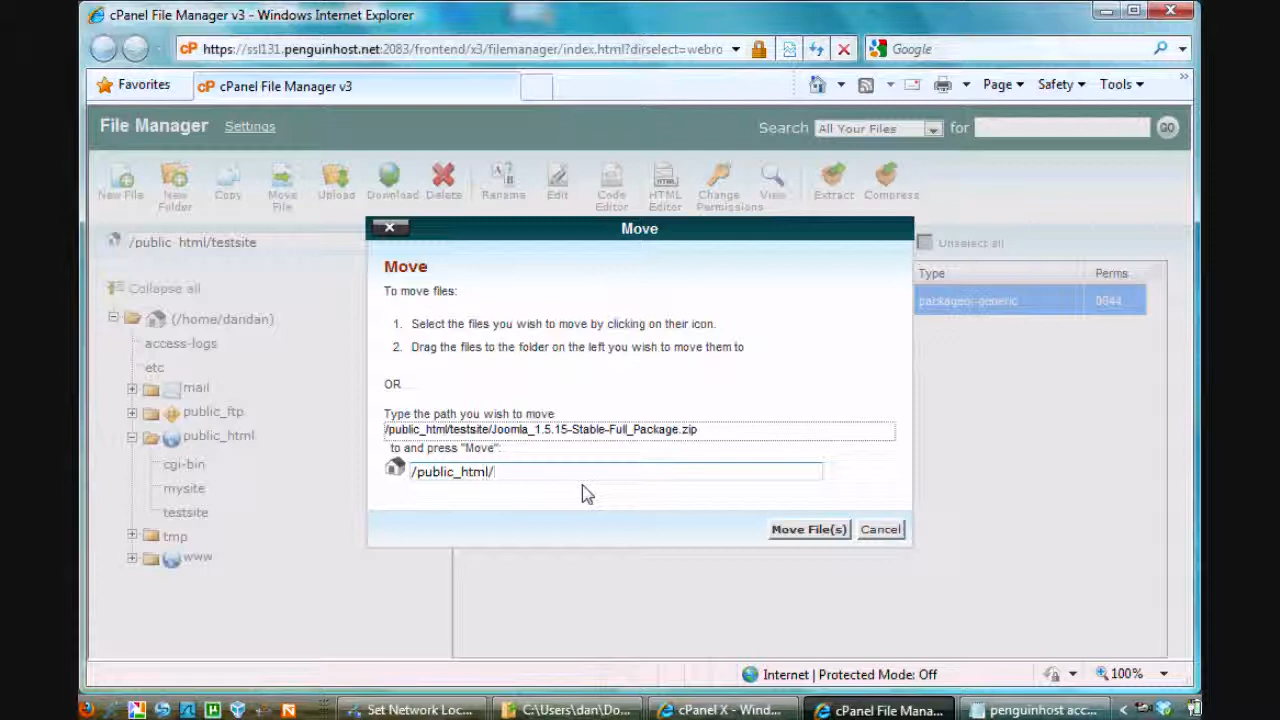 cPanel File Manager v3 - Windows Internet Explorer
https://ssl131.penguinhost.net:2083/frontend/x3/filemanager/index.html?dirselect=webro
Google
Favorites
cP cPanel File Manager v3
Page
Safety
Tools
File Manager
Settings
Search
All Your Files
for
GO
New File
New Folder
Copy
Move File
Upload
Download
Delete
Rename
Edit
Code Editor
HTML Editor
Change Permissions
View
Extract
Compress
/public_html/testsite
Unselect all
Collapse all
(/home/dandan)
access-logs
etc
mail
public_ftp
public_html
cgi-bin
mysite
testsite
tmp
www
Type
Perms
package/x-generic
0644
Move
Move
To move files:
1. Select the files you wish to move by clicking on their icon.
2. Drag the files to the folder on the left you wish to move them to
OR
Type the path you wish to move
/public_html/testsite/Joomla_1.5.15-Stable-Full_Package.zip
to and press "Move":
/public_html/
Move File(s)
Cancel
Internet | Protected Mode: Off
100%
Set Network Loc...
C:\Users\dan\Do...
cPanel X - Wind...
cPanel File Mana...
penguinhost acc...